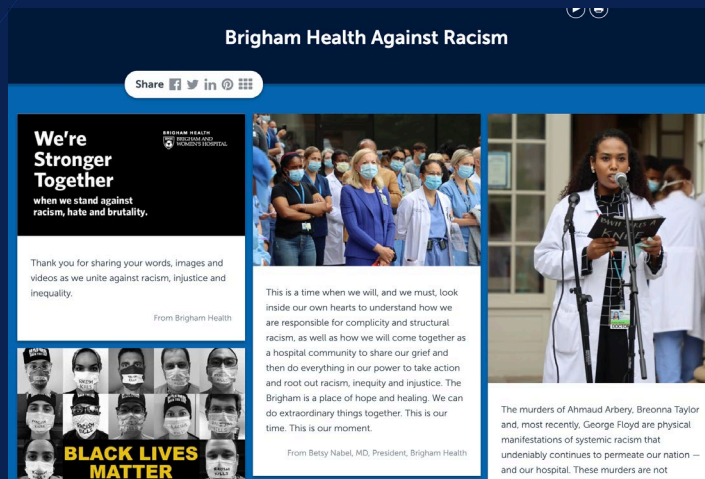 Brigham Health Against Racism
Share
We're
Stronger
Together
when we stand against
racism, hate and brutality.
BRIGHAM HEALTH
BRIGHAM AND
WOMEN'S HOSPITAL
Thank you for sharing your words, images and
videos as we unite against racism, injustice and
inequality.
From Brigham Health
BLACK LIVES
MATTER
This is a time when we will, and we must, look
inside our own hearts to understand how we
are responsible for complicity and structural
racism, as well as how we will come together as
a hospital community to share our grief and
then do everything in our power to take action
and root out racism, inequity and injustice. The
Brigham is a place of hope and healing. We can
do extraordinary things together. This is our
time. This is our moment.
From Betsy Nabel, MD, President, Brigham Health
KNEE
DOCTOR
The murders of Ahmaud Arbery, Breonna Taylor
and, most recently, George Floyd are physical
manifestations of systemic racism that
undeniably continues to permeate our nation —
and our hospital. These murders are not